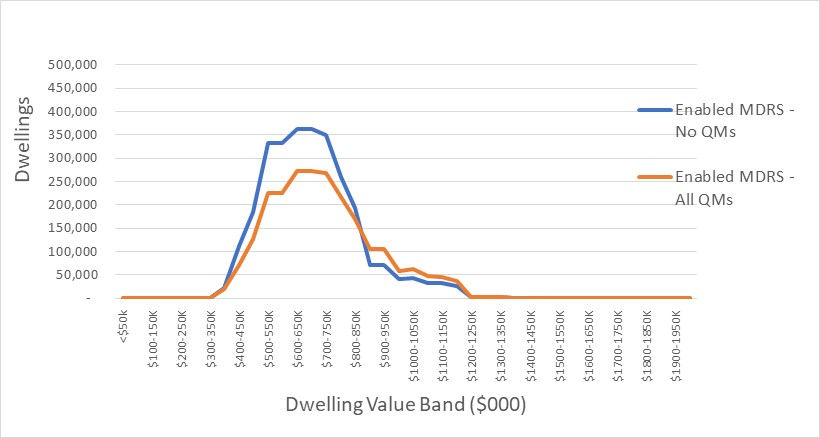 500,000
450,000
400,000
350,000
300,000
250,000
200,000
150,000
100,000
50,000
-
Dwellings
Enabled MDRS -
No QMs
Enabled MDRS -
All QMs
<$50K
$100-150K
$200-250K
$300-350K
$400-450K
$500-550K
$600-650K
$700-750K
$800-850K
$900-950K
$1000-1050K
$1100-1150K
$1200-1250K
$1300-1350K
$1400-1450K
$1500-1550K
$1600-1650K
$1700-1750K
$1800-1850K
$1900-1950K
Dwelling Value Band ($000)